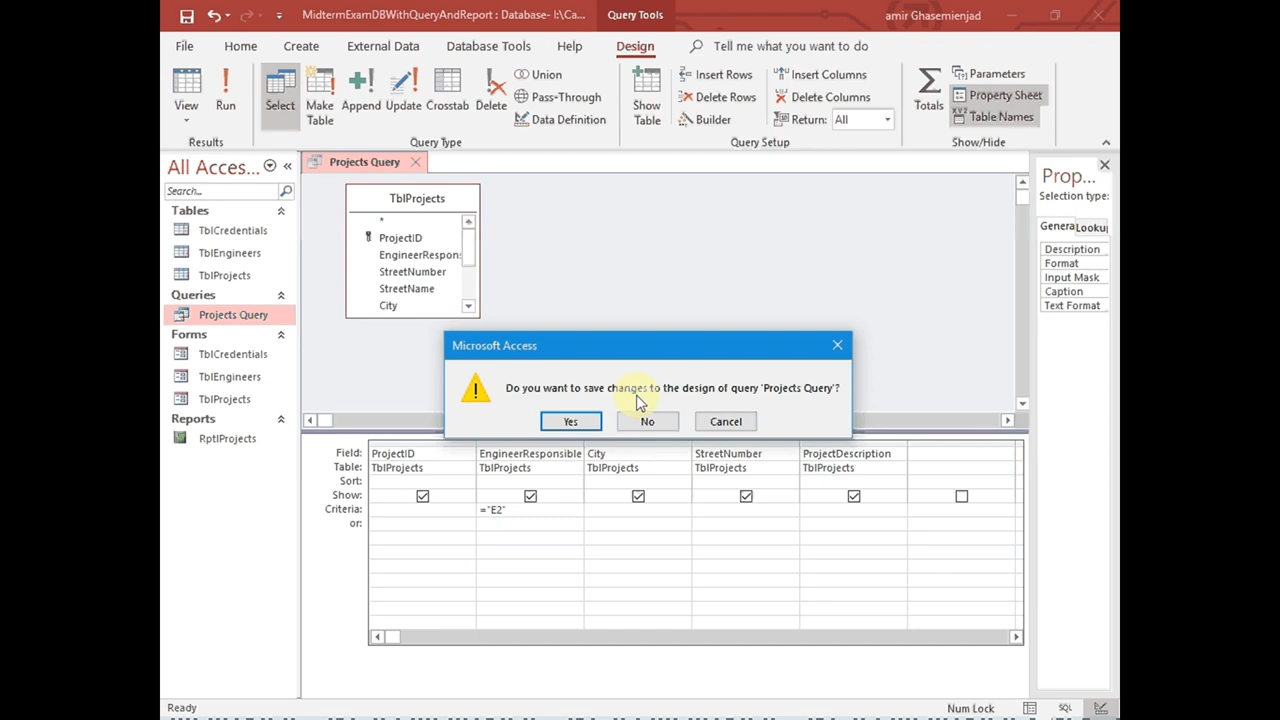 MidtermExamDBWithQueryAndReport : Database- I:\Ca...
Query Tools
amir Ghasemienjad
File Home Create External Data Database Tools Help Design Tell me what you want to do
View
Run
Results
Select
Make Table
Append
Update
Crosstab
Delete
Union
Pass-Through
Data Definition
Query Type
Show Table
Insert Rows
Delete Rows
Builder
Insert Columns
Delete Columns
Return: All
Query Setup
Totals
Parameters
Property Sheet
XYZ
Table Names
Show/Hide
All Acces...
Search...
Tables
TblCredentials
TblEngineers
TblProjects
Queries
Projects Query
Forms
TblCredentials
TblEngineers
TblProjects
Reports
RptlProjects
Projects Query
TblProjects
*
ProjectID
EngineerRespons
StreetNumber
StreetName
City
Microsoft Access
Do you want to save changes to the design of query 'Projects Query'?
Yes No Cancel
Field: ProjectID EngineerResponsible City StreetNumber ProjectDescription
Table: TblProjects TblProjects TblProjects TblProjects TblProjects
Sort:
Show:
Criteria: ="E2"
or:
Prop...
Selection type:
Genera Looku
Description
Format
Input Mask
Caption
Text Format
Ready
Num Lock
SQL